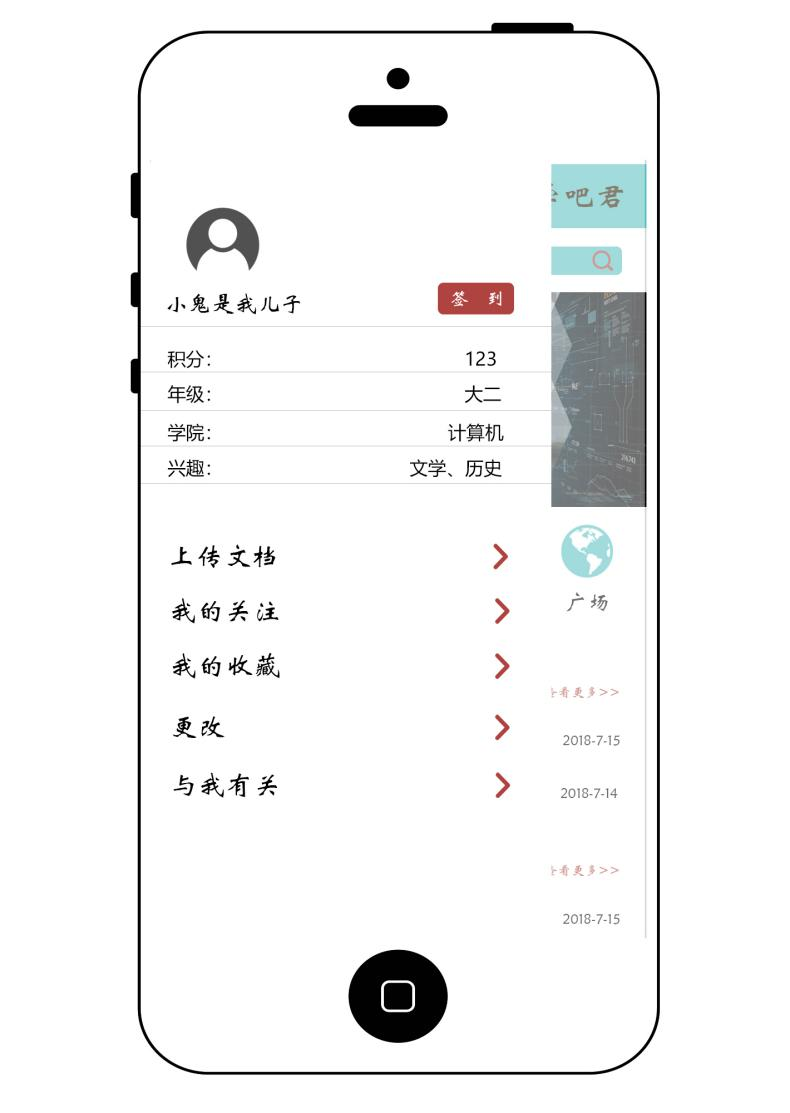 吧君
小鬼是我儿子
签 到
积分： 123
年级： 大二
学院： 计算机
兴趣： 文学、历史
上传文档
我的关注
我的收藏
更改
与我有关
广场
看更多>>
2018-7-15
2018-7-14
看更多>>
2018-7-15